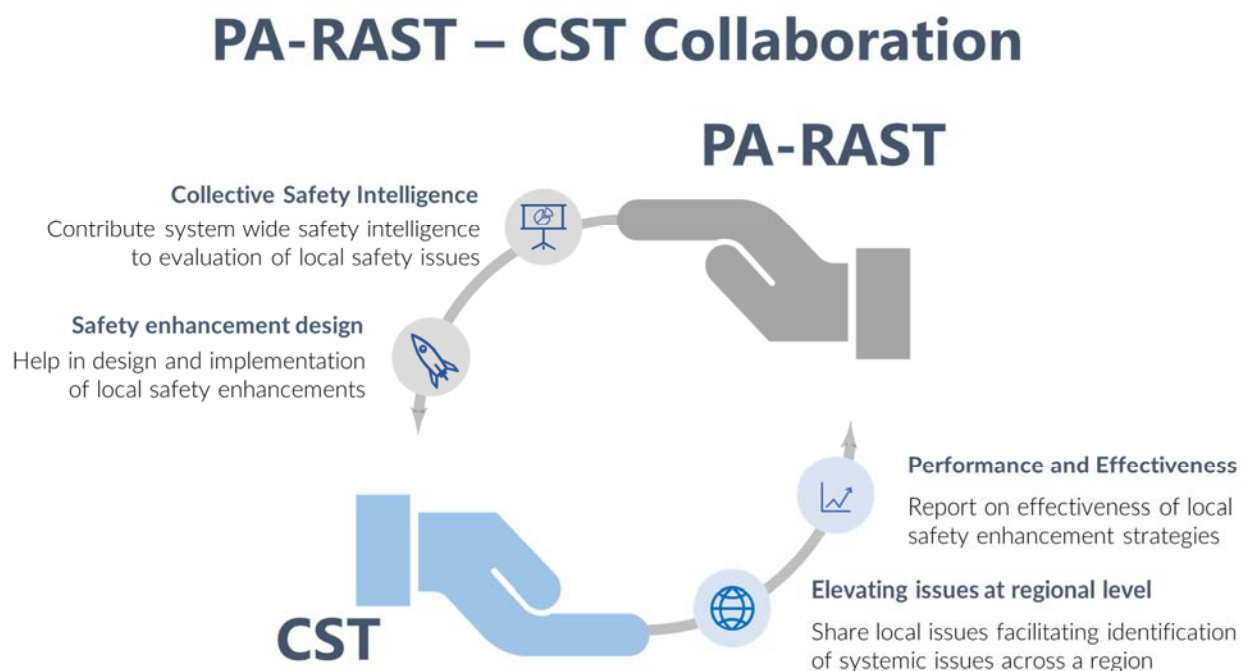 PA-RAST – CST Collaboration
PA-RAST
Collective Safety Intelligence
Contribute system wide safety intelligence
to evaluation of local safety issues
Safety enhancement design
Help in design and implementation
of local safety enhancements
Performance and Effectiveness
Report on effectiveness of local
safety enhancement strategies
Elevating issues at regional level
Share local issues facilitating identification
of systemic issues across a region
CST